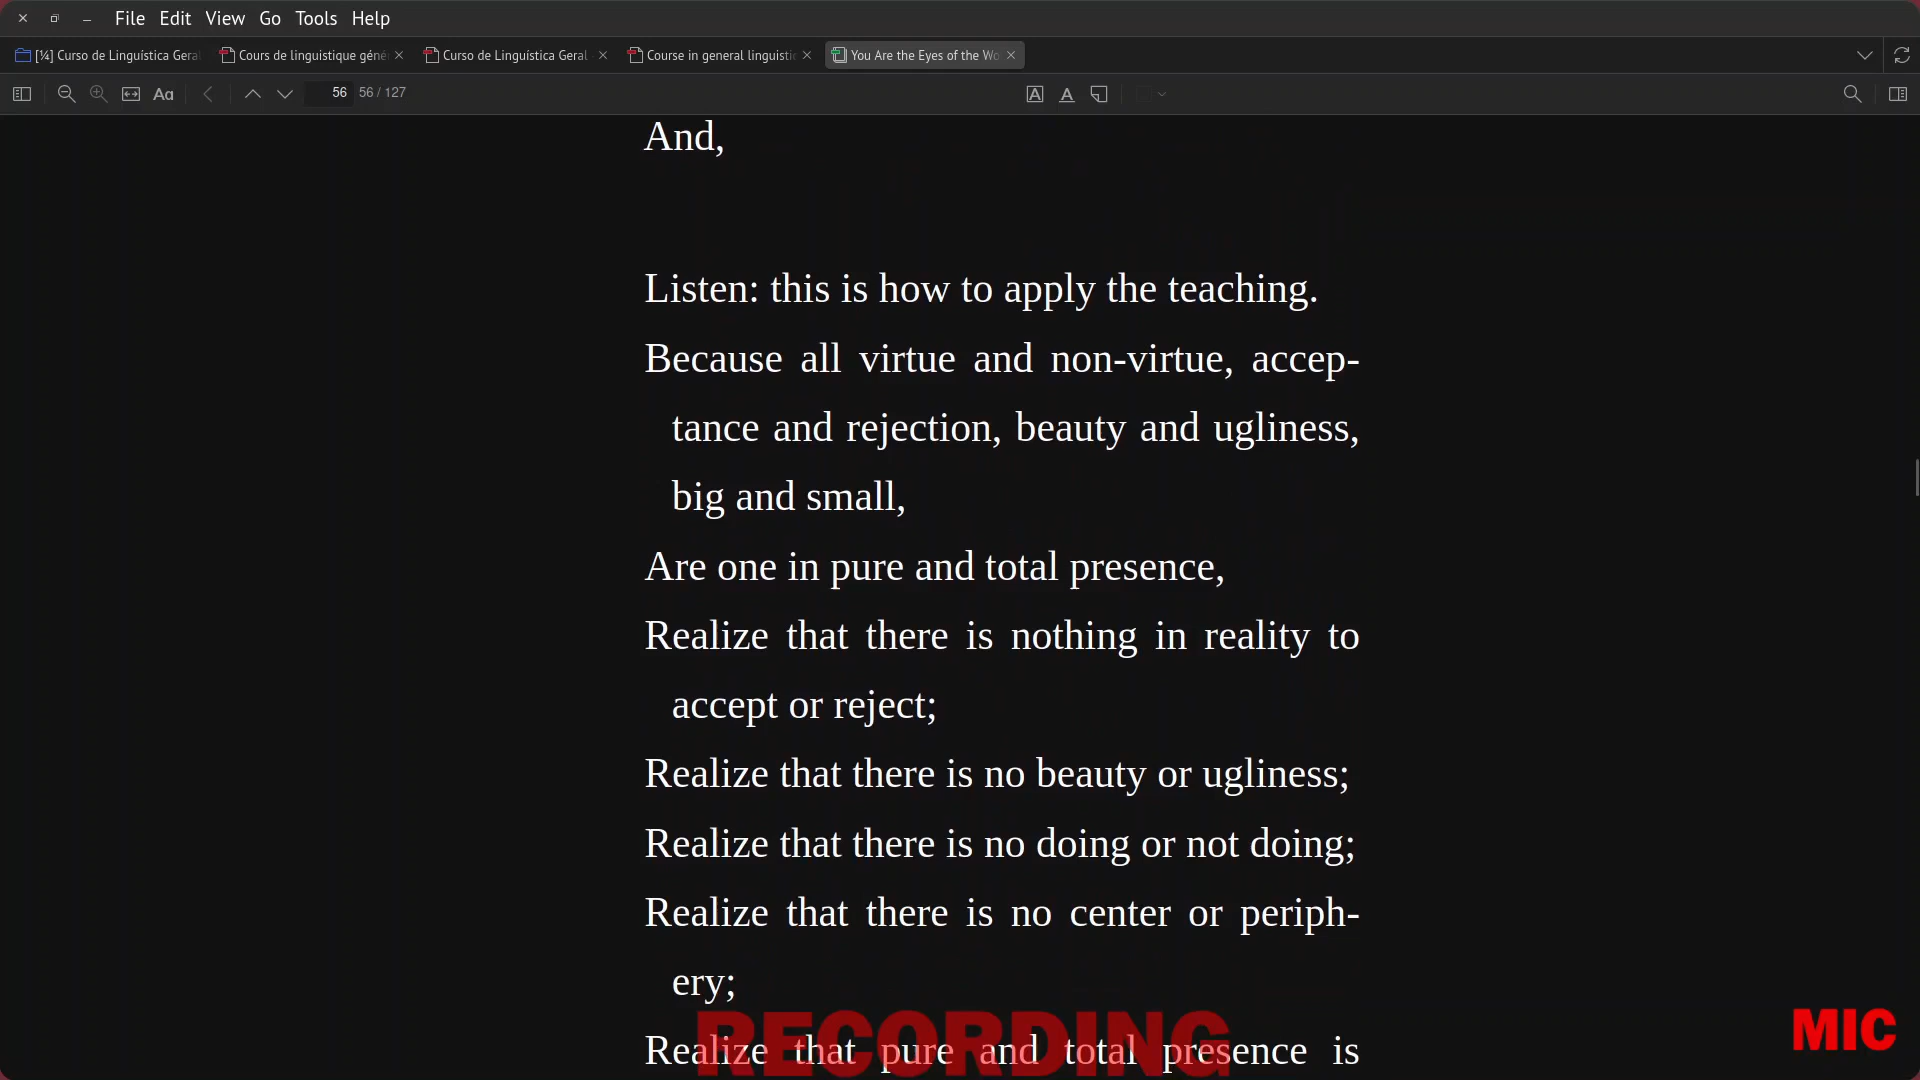 File Edit View Go Tools Help
[¼] Curso de Linguística Gera
Cours de linguistique géné
Curso de Linguística Geral
Course in general linguistic
You Are the Eyes of the Wo
Aa
56
56 / 127
A
A
And,
Listen: this is how to apply the teaching.
Because all virtue and non-virtue, accep-
tance and rejection, beauty and ugliness,
big and small,
Are one in pure and total presence,
Realize that there is nothing in reality to
accept or reject;
Realize that there is no beauty or ugliness;
Realize that there is no doing or not doing;
Realize that there is no center or periph-
ery;
Realize that pure and total presence is
RECORDING
MIC